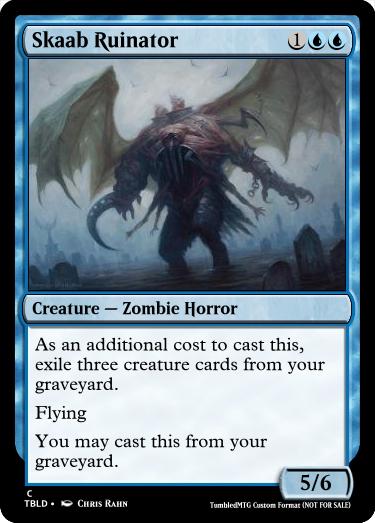 Skaab Ruinator 1
Creature — Zombie Horror
As an additional cost to cast this,
exile three creature cards from your
graveyard.
Flying
You may cast this from your
graveyard.
5/6
C
TBLD • Chris Rahn
TumbledMTG Custom Format (NOT FOR SALE)